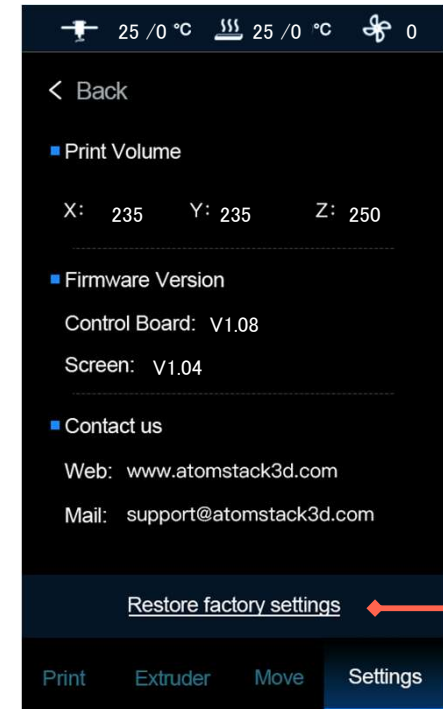 25 /0 °C 25 /0 °C 0
< Back
Print Volume
X: 235 Y: 235 Z: 250
Firmware Version
Control Board: V1.08
Screen: V1.04
Contact us
Web: www.atomstack3d.com
Mail: support@atomstack3d.com
Restore factory settings
Print Extruder Move Settings